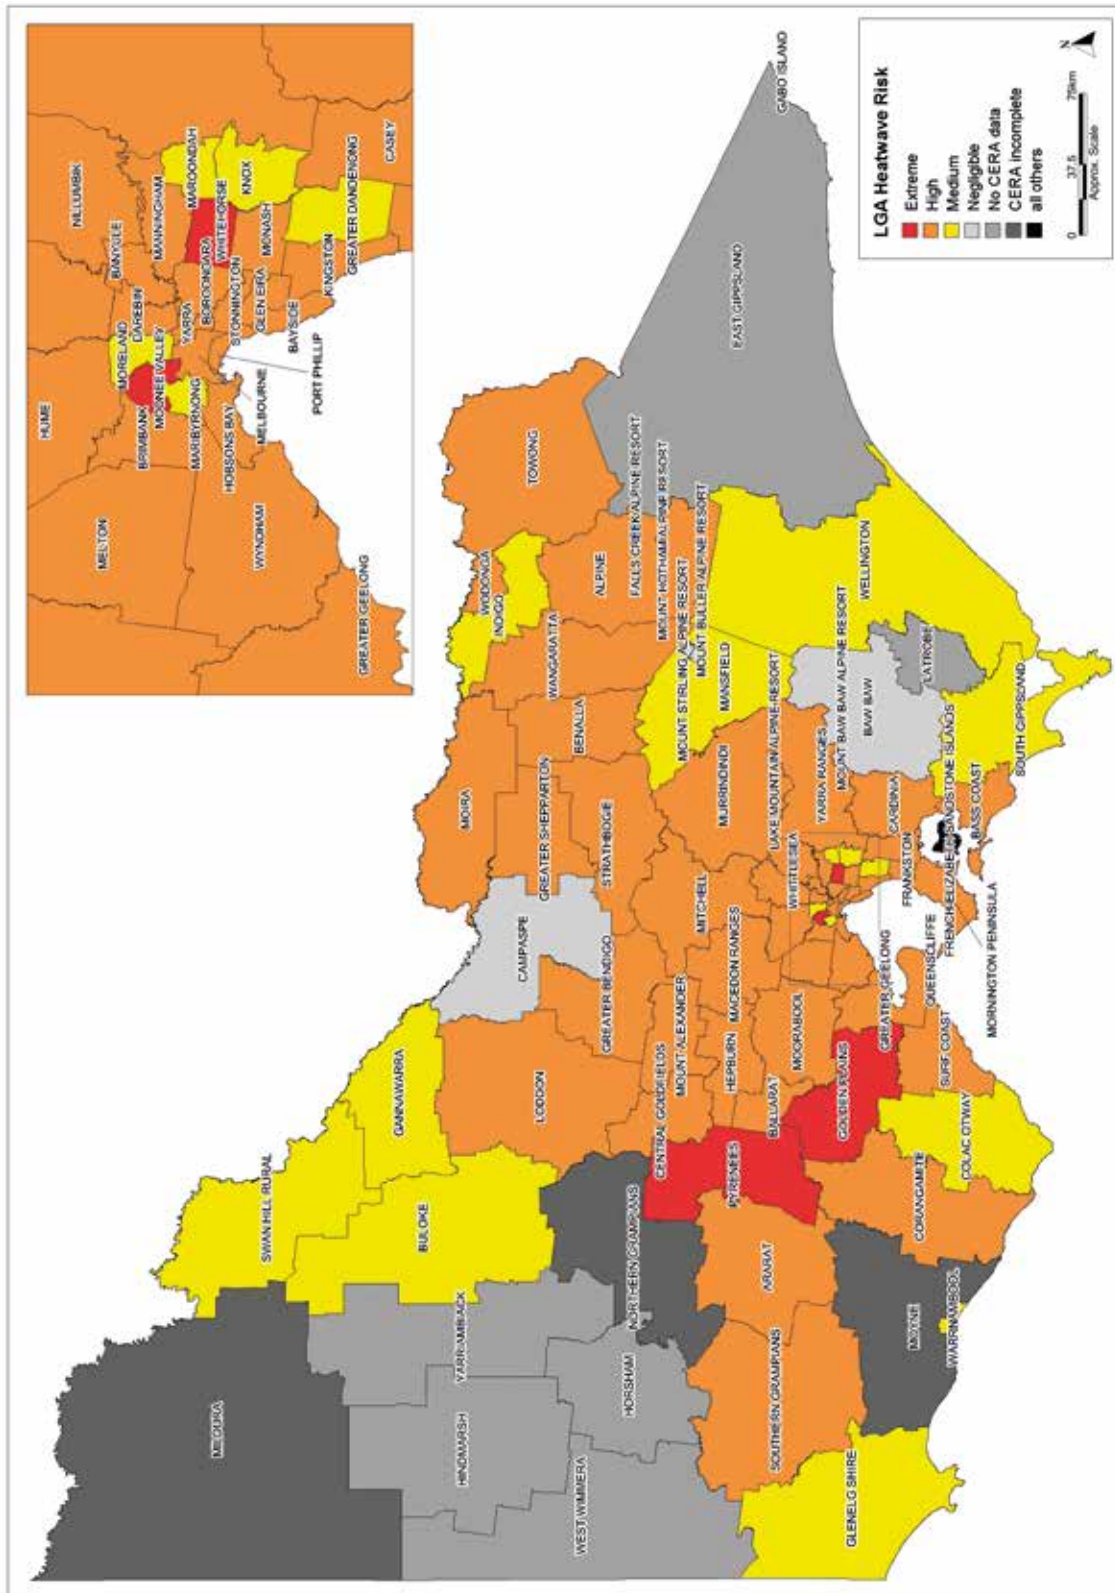 MILDURA
SWAN HILL RURAL
GANNAWARRA
BULOKE
YARRIAMBIACK
HINDMARSH
WEST WIMMERA
HORSHAM
NORTHERN GRAMPIANS
LODDON
CAMPASPE
MOIRA
GREATER SHEPPARTON
GREATER BENDIGO
STRATHBOGIE
BENALLA
WANGARATTA
WODONGA
INDIGO
TOWONG
ALPINE
FALLS CREEK ALPINE RESORT
MOUNT HOTHAM ALPINE RESORT
MOUNT STIRLING ALPINE RESORT
MOUNT BULLER ALPINE RESORT
MANSFIELD
CENTRAL GOLDFIELDS
MOUNT ALEXANDER
MITCHELL
MURRINDINDI
PYRENEES
HEPBURN
MACEDON RANGES
ARARAT
BALLARAT
MOORABOOL
WHITTLESEA
LAKE MOUNTAIN ALPINE RESORT
YARRA RANGES
MOUNT BAW BAW ALPINE RESORT
EAST GIPPSLAND
GABO ISLAND
WELLINGTON
BAW BAW
LATROBE
SOUTHERN GRAMPIANS
GOLDEN PLAINS
GREATER GEELONG
CARDINIA
FRANKSTON
GLENELG SHIRE
MOYNE
WARRNAMBOOL
CORANGAMITE
COLAC OTWAY
SURF COAST
QUEENSCLIFFE
FRENCH-ELIZABETH-SANDSTONE ISLANDS
BASS COAST
MORNINGTON PENINSULA
SOUTH GIPPSLAND
HUME
NILLUMBIK
MELTON
MORELAND
BANYULE
BRIMBANK
MOONEE VALLEY
DAREBIN
MANNINGHAM
MAROONDAH
MARIBYRNONG
YARRA
BOROONDARA
WHITEHORSE
KNOX
HOBSONS BAY
WYNDHAM
MELBOURNE
STONNINGTON
MONASH
GLEN EIRA
PORT PHILLIP
BAYSIDE
KINGSTON
GREATER DANDENONG
CASEY
GREATER GEELONG
LGA Heatwave Risk
Extreme
High
Medium
Negligible
No CERA data
CERA incomplete
all others
0 37.5 75km
Approx. Scale
N